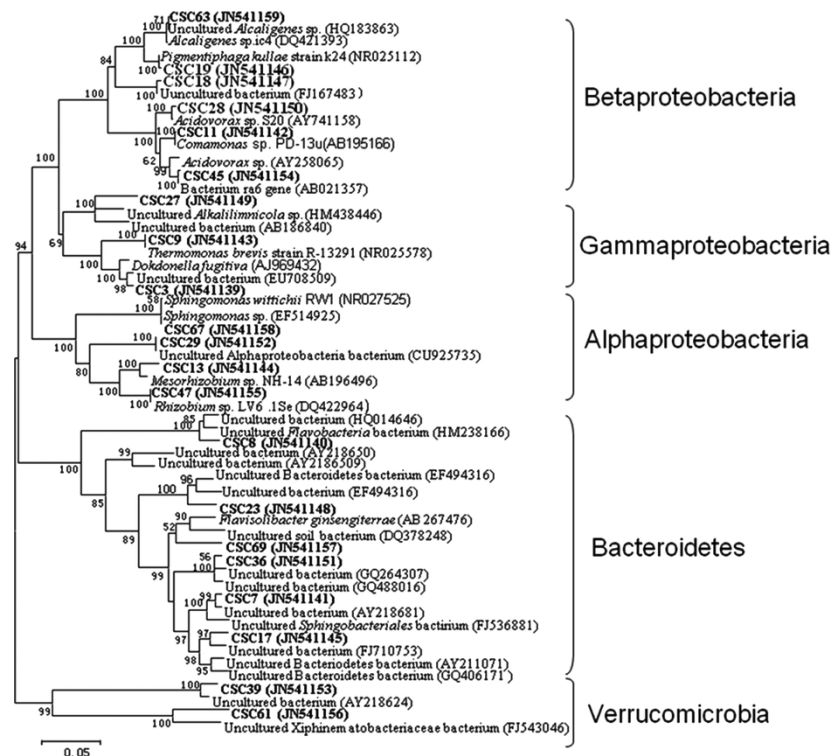 CSC63 (JN541159)
Uncultured Alcaligenes sp. (HQ183863)
Alcaligenes sp.ic4 (DQ421393)
Pigmentiphaga kullae strain k24 (NR025112)
CSC19 (JN541146)
CSC18 (JN541147)
Uuncultured bacterium (FJ167483)
CSC28 (JN541150)
Acidovorax sp. S20 (AY741158)
CSC11 (JN541142)
Comamonas sp. PD-13u(AB195166)
Acidovorax sp. (AY258065)
CSC45 (JN541154)
Bacterium ra6 gene (AB021357)
Betaproteobacteria
CSC27 (JN541149)
Uncultured Alkalilimnicola sp. (HM438446)
Uncultured bacterium (AB186840)
CSC9 (JN541143)
Thermomonas brevis strain R-13291 (NR025578)
Dokdonella fugitiva (AJ969432)
Uncultured bacterium (EU708509)
CSC3 (JN541139)
Gammaproteobacteria
Sphingomonas wittichii RW1 (NR027525)
Sphingomonas sp. (EF514925)
CSC67 (JN541158)
CSC29 (JN541152)
Uncultured Alphaproteobacteria bacterium (CU925735)
CSC13 (JN541144)
Mesorhizobium sp. NH-14 (AB196496)
CSC47 (JN541155)
Rhizobium sp. LV6 .1Se (DQ422964)
Alphaproteobacteria
Uncultured bacterium (HQ014646)
Uncultured Flavobacteria bacterium (HM238166)
CSC8 (JN541140)
Uncultured bacterium (AY218650)
Uncultured bacterium (AY2186509)
Uncultured Bacteroidetes bacterium (EF494316)
Uncultured bacterium (EF494316)
CSC23 (JN541148)
Flavisolibacter ginsengiterrae (AB267476)
Uncultured soil bacterium (DQ378248)
CSC69 (JN541157)
CSC36 (JN541151)
Uncultured bacterium (GQ264307)
Uncultured bacterium (GQ488016)
CSC7 (JN541141)
Uncultured bacterium (AY218681)
Uncultured Sphingobacteriales bactirium (FJ536881)
CSC17 (JN541145)
Uncultured bacterium (FJ710753)
Uncultured Bacteriodetes bacterium (AY211071)
Uncultured Bacteroidetes bacterium (GQ406171)
Bacteroidetes
CSC39 (JN541153)
Uncultured bacterium (AY218624)
CSC61 (JN541156)
Uncultured Xiphinematobacteriaceae bacterium (FJ543046)
Verrucomicrobia
71
100
100
84
100
100
100
100
100
100
100
62
99
100
100
69
100
100
100
98
94
58
100
100
100
80
100
100
100
85
100
100
99
85
96
100
89
90
52
99
56
100
99
100
97
97
98
95
100
99
100
0.05